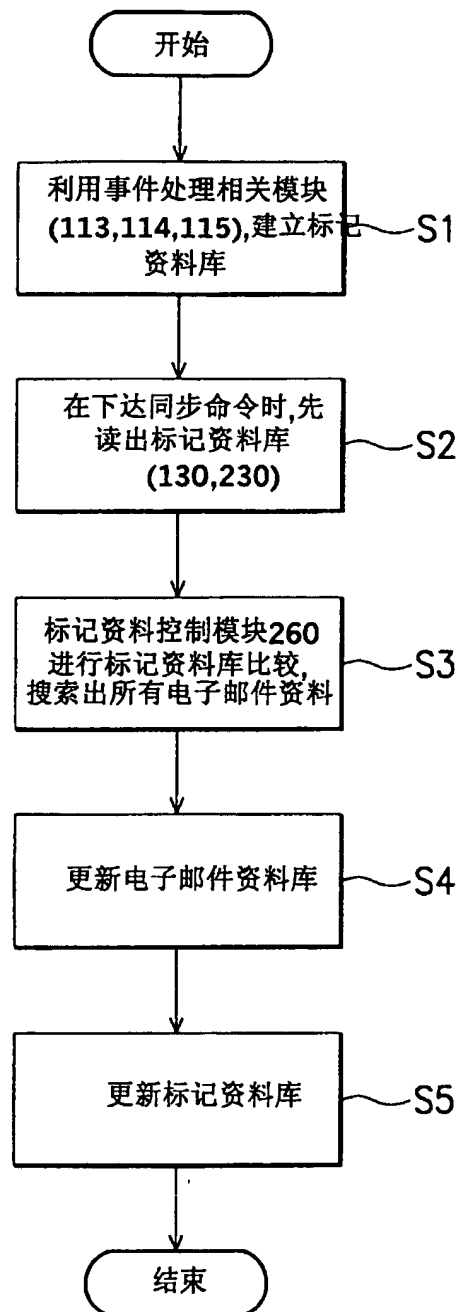 开始
利用事件处理相关模块
(113,114,115),建立标记
资料库
S1
在下达同步命令时,先
读出标记资料库
(130,230)
S2
标记资料控制模块260
进行标记资料库比较,
搜索出所有电子邮件资料
S3
更新电子邮件资料库
S4
更新标记资料库
S5
结束